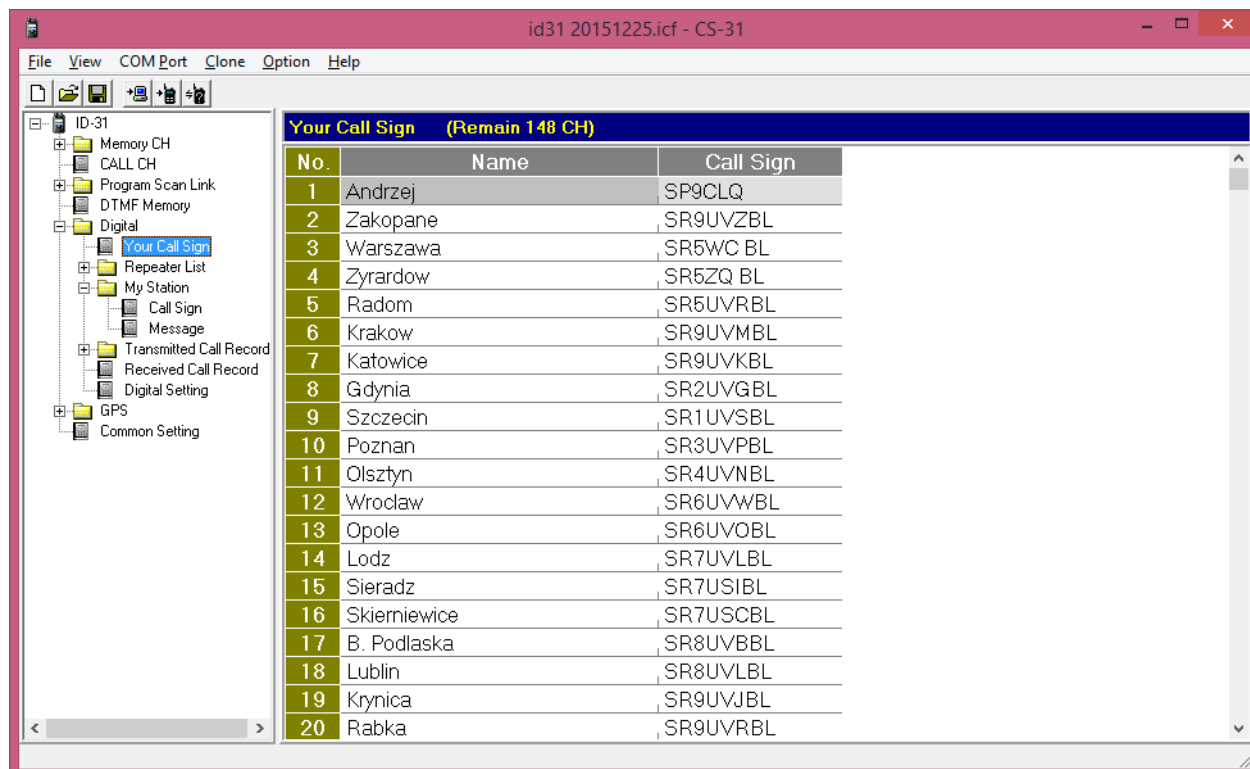 id31 20151225.icf - CS-31
File View COM Port Clone Option Help
ID-31
Memory CH
CALL CH
Program Scan Link
DTMF Memory
Digital
Your Call Sign
Repeater List
My Station
Call Sign
Message
Transmitted Call Record
Received Call Record
Digital Setting
GPS
Common Setting
Your Call Sign (Remain 148 CH)
No. Name Call Sign
1 Andrzej SP9CLQ
2 Zakopane SR9UVZBL
3 Warszawa SR5WC BL
4 Zyrardow SR5ZQ BL
5 Radom SR5UVRBL
6 Krakow SR9UVMBL
7 Katowice SR9UVKBL
8 Gdynia SR2UVGBL
9 Szczecin SR1UVSBL
10 Poznan SR3UVPBL
11 Olsztyn SR4UVNBL
12 Wroclaw SR6UVWBL
13 Opole SR6UVOBL
14 Lodz SR7UVLBL
15 Sieradz SR7USIBL
16 Skierniewice SR7USCBL
17 B. Podlaska SR8UVBBL
18 Lublin SR8UVLBL
19 Krynica SR9UVJBL
20 Rabka SR9UVRBL